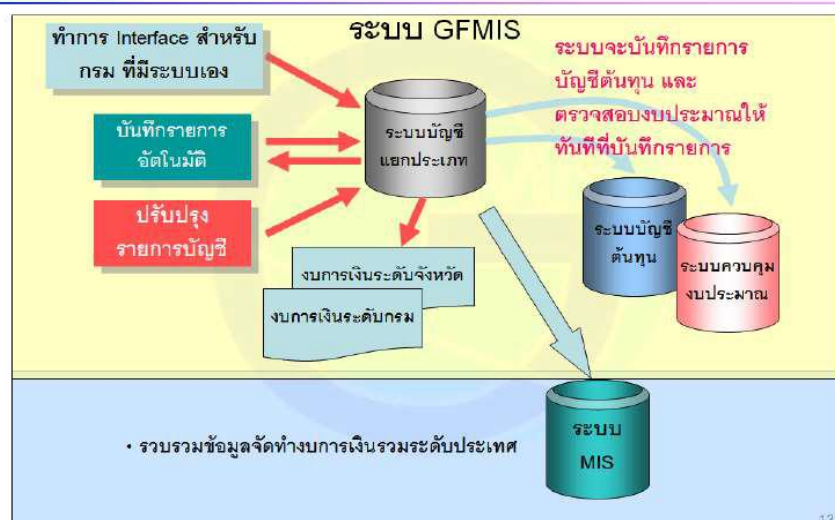 ระบบ GFMIS
ทำการ Interface สำหรับ
กรม ที่มีระบบเอง
บันทึกรายการ
อัตโนมัติ
ปรับปรุง
รายการบัญชี
ระบบบัญชี
แยกประเภท
ระบบจะบันทึกรายการ
บัญชีต้นทุน และ
ตรวจสอบงบประมาณให้
ทันทีที่บันทึกรายการ
ระบบบัญชี
ต้นทุน
ระบบควบคุม
งบประมาณ
งบการเงินระดับจังหวัด
งบการเงินระดับกรม
• รวบรวมข้อมูลจัดทำงบการเงินรวมระดับประเทศ
ระบบ
MIS